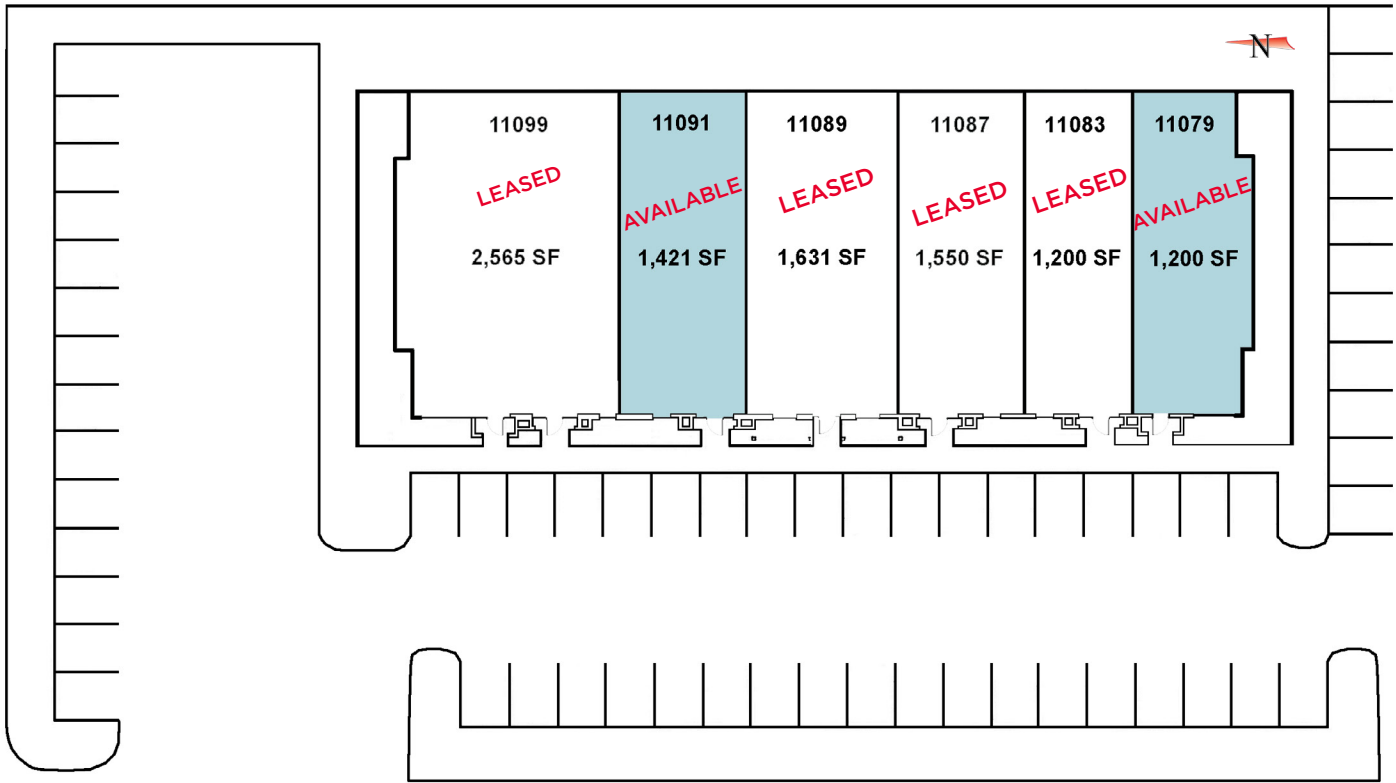 N
11099
LEASED
2,565 SF
11091
AVAILABLE
1,421 SF
11089
LEASED
1,631 SF
11087
LEASED
1,550 SF
11083
LEASED
1,200 SF
11079
AVAILABLE
1,200 SF